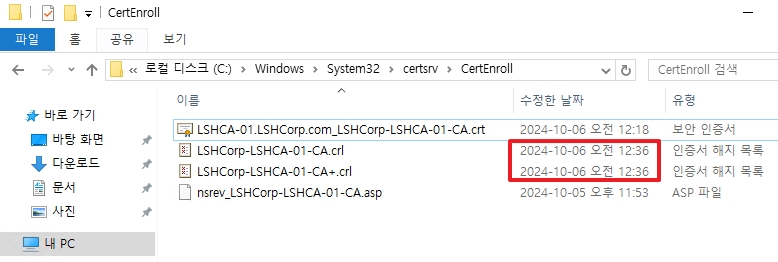 CertEnroll
파일 홈 공유 보기
로컬 디스크 (C:) Windows System32 certsrv CertEnroll CertEnroll 검색
이름 수정한 날짜 유형
바로 가기
바탕 화면
다운로드
문서
사진
내 PC
LSHCA-01.LSHCorp.com_LSHCorp-LSHCA-01-CA.crt 2024-10-06 오전 12:18 보안 인증서
LSHCorp-LSHCA-01-CA.crl 2024-10-06 오전 12:36 인증서 해지 목록
LSHCorp-LSHCA-01-CA+.crl 2024-10-06 오전 12:36 인증서 해지 목록
nsrev_LSHCorp-LSHCA-01-CA.asp 2024-10-05 오후 11:53 ASP 파일